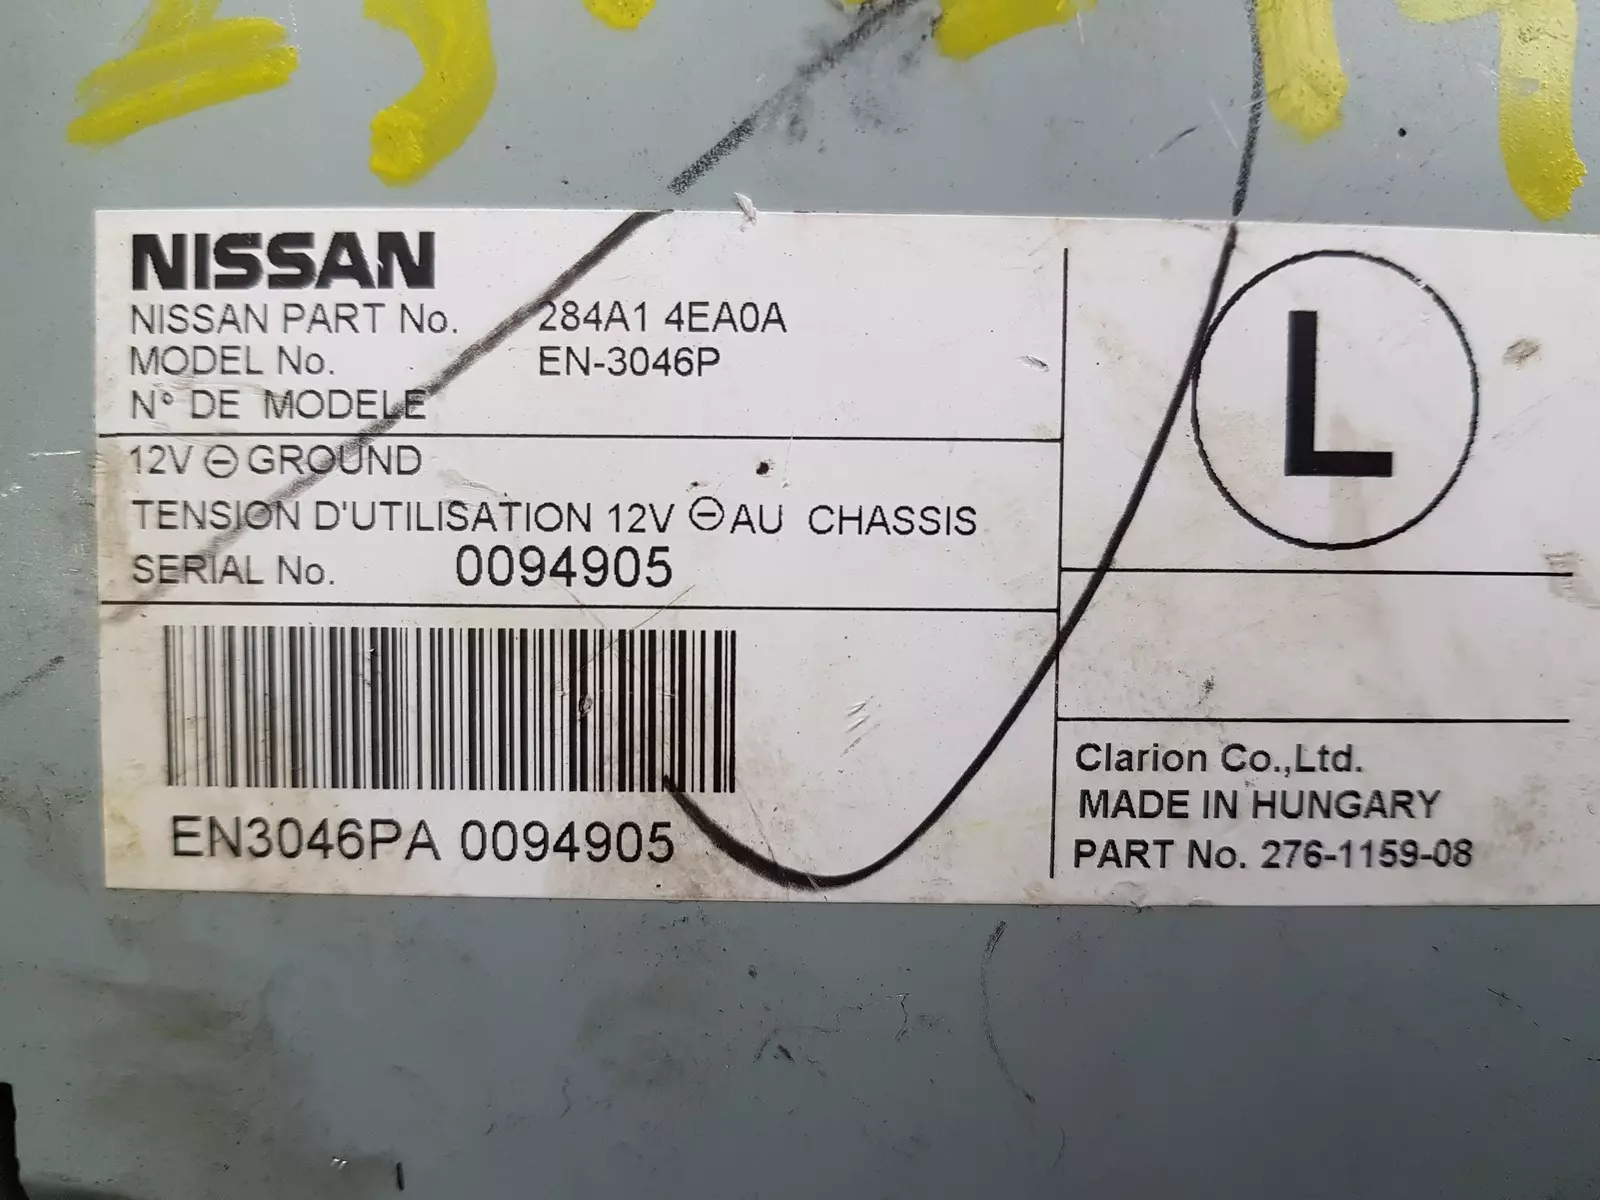 NISSAN
NISSAN PART No. 284A1 4EA0A
MODEL No. EN-3046P
N° DE MODELE
12V ⊖ GROUND
TENSION D'UTILISATION 12V ⊖ AU CHASSIS
SERIAL No. 0094905
EN3046PA 0094905
L
Clarion Co.,Ltd.
MADE IN HUNGARY
PART No. 276-1159-08